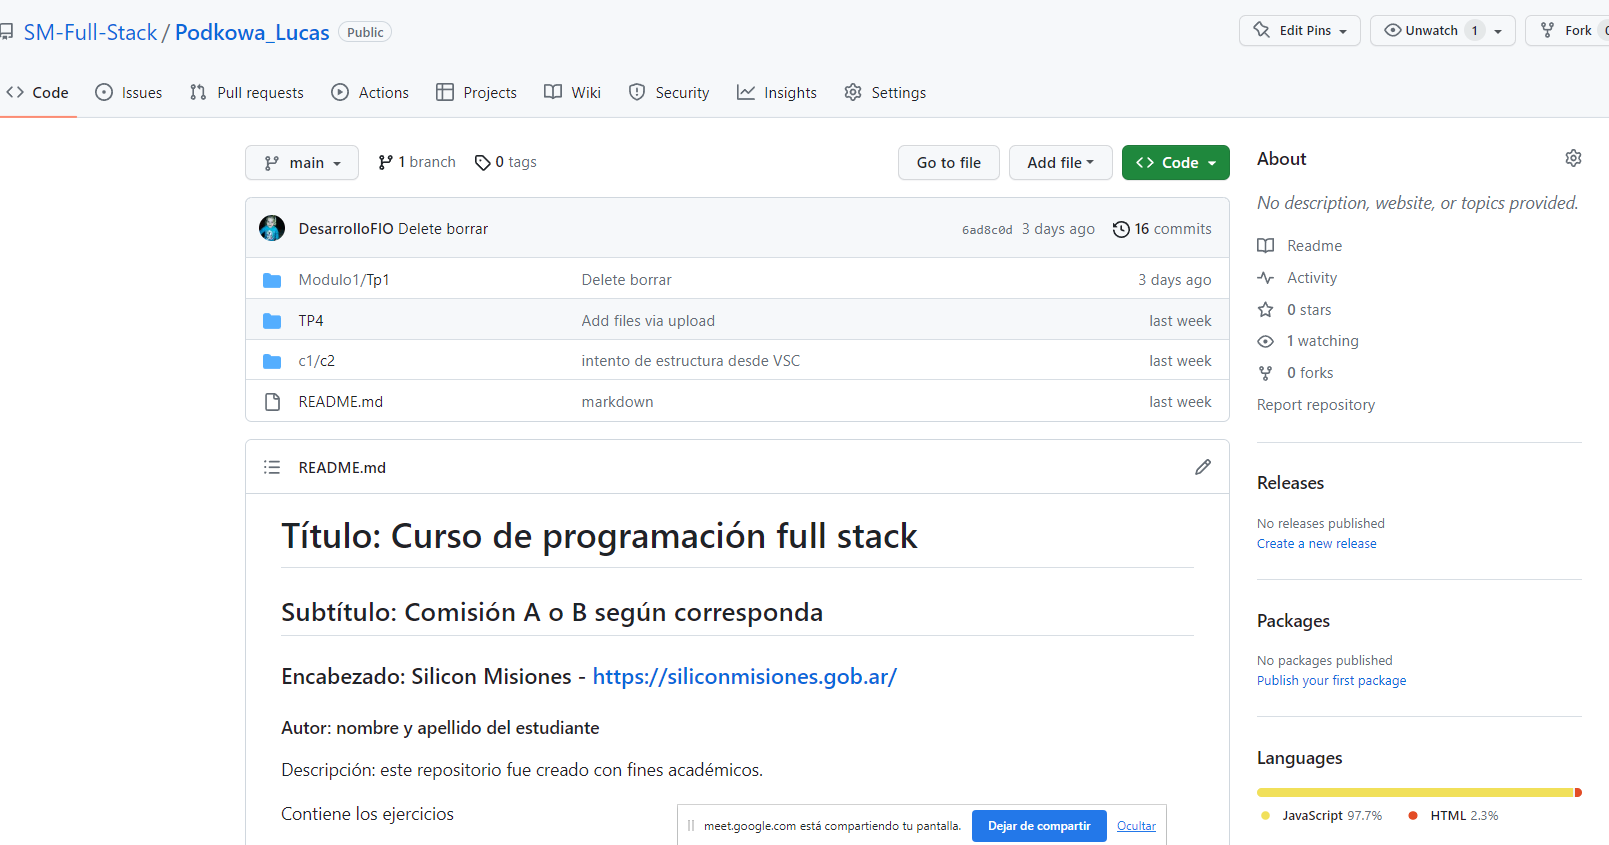 SM-Full-Stack / Podkowa_Lucas Public Edit Pins Unwatch 1 Fork
Code Issues Pull requests Actions Projects Wiki Security Insights Settings
main 1 branch 0 tags Go to file Add file Code
DesarrolloFIO Delete borrar 6ad8c0d 3 days ago 16 commits
Modulo1/Tp1 Delete borrar 3 days ago
TP4 Add files via upload last week
c1/c2 intento de estructura desde VSC last week
README.md markdown last week
README.md
Título: Curso de programación full stack
Subtítulo: Comisión A o B según corresponda
Encabezado: Silicon Misiones - https://siliconmisiones.gob.ar/
Autor: nombre y apellido del estudiante
Descripción: este repositorio fue creado con fines académicos.
Contiene los ejercicios
meet.google.com está compartiendo tu pantalla. Dejar de compartir Ocultar
About
No description, website, or topics provided.
Readme
Activity
0 stars
1 watching
0 forks
Report repository
Releases
No releases published
Create a new release
Packages
No packages published
Publish your first package
Languages
JavaScript 97.7% HTML 2.3%